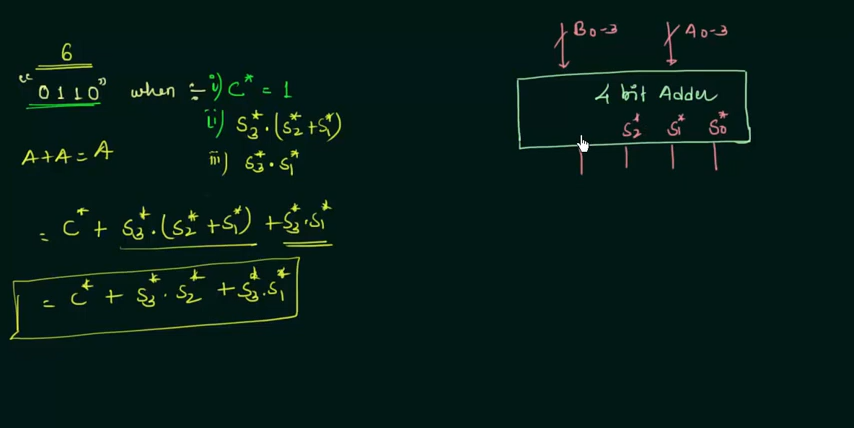 6
"0110" when :- i) C* = 1
ii) S3*·(S2*+S1*)
A+A = A
iii) S3*·S1*
= C* + S3*·(S2*+S1*) + S3*·S1*
= C* + S3*·S2* + S3*·S1*
B0-3 A0-3
4 bit Adder
S2* S1* S0*